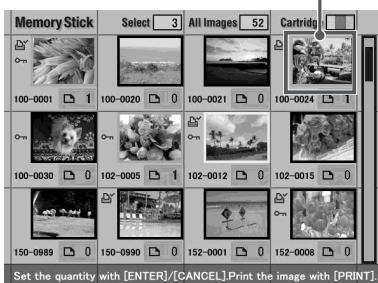 Memory Stick Select 3 All Images 52 Cartridge
100-0001 1 100-0020 0 100-0021 0 100-0024 1
100-0030 0 102-0005 1 102-0012 0 102-0015 0
150-0989 0 150-0990 0 152-0001 0 152-0008 0
Set the quantity with [ENTER]/[CANCEL].Print the image with [PRINT].